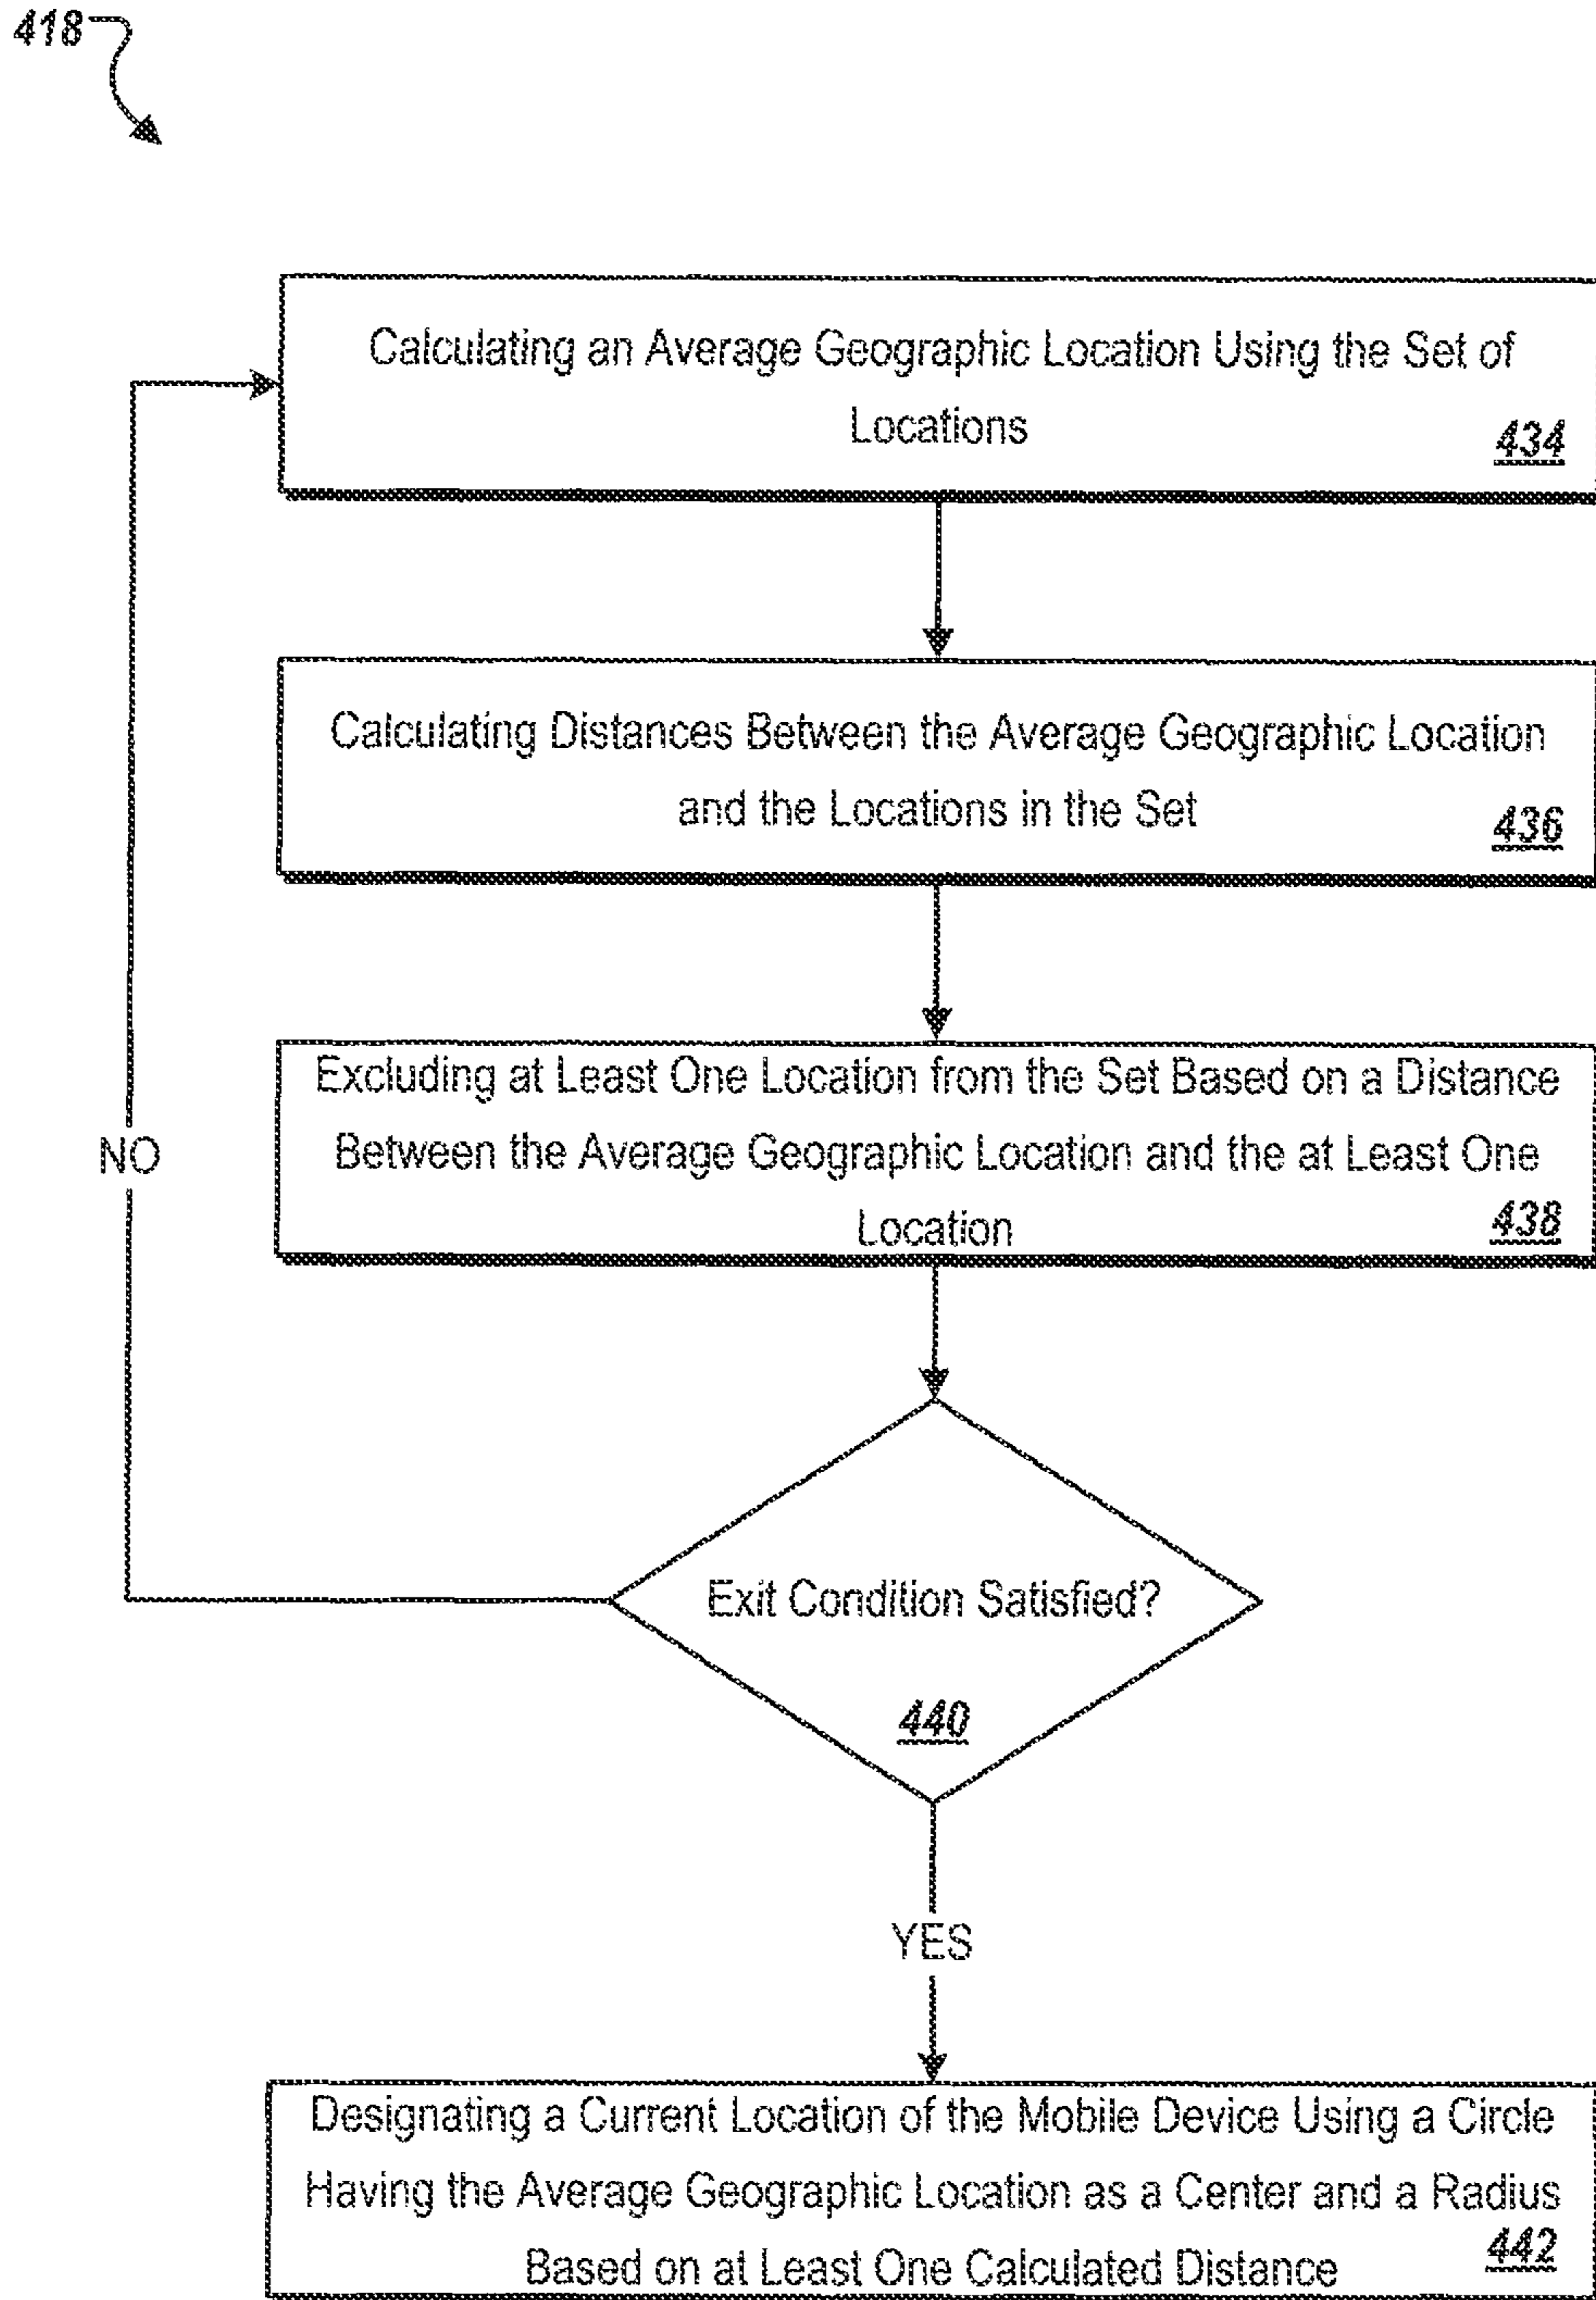 418
Calculating an Average Geographic Location Using the Set of
Locations
434
Calculating Distances Between the Average Geographic Location
and the Locations in the Set
436
Excluding at Least One Location from the Set Based on a Distance
Between the Average Geographic Location and the at Least One
Location
438
NO
Exit Condition Satisfied?
440
YES
Designating a Current Location of the Mobile Device Using a Circle
Having the Average Geographic Location as a Center and a Radius
Based on at Least One Calculated Distance
442